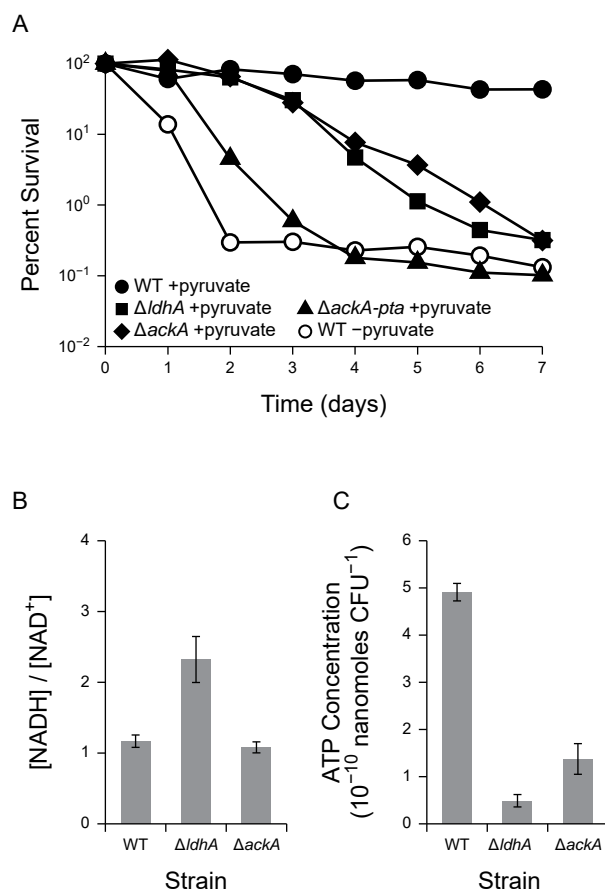 A
Percent Survival
10²
10¹
10⁰
10⁻¹
10⁻²
WT +pyruvate
ΔldhA +pyruvate
ΔackA +pyruvate
ΔackA-pta +pyruvate
WT −pyruvate
0 1 2 3 4 5 6 7
Time (days)
B
[NADH] / [NAD⁺]
4
3
2
1
0
WT ΔldhA ΔackA
Strain
C
ATP Concentration
(10⁻¹⁰ nanomoles CFU⁻¹)
6
5
4
3
2
1
0
WT ΔldhA ΔackA
Strain